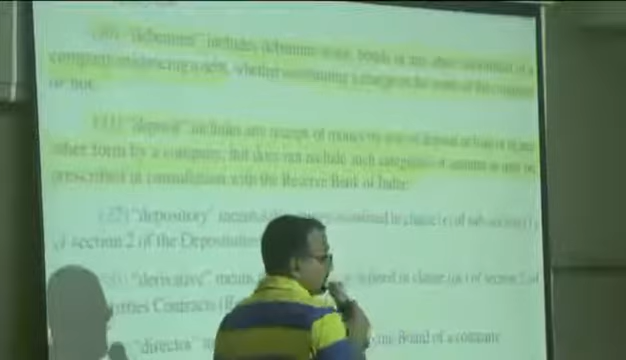 (30) "debenture" includes debenture stock, bonds or any other instrument of a
company evidencing a debt, whether constituting a charge on the assets of the company
or not;
(31) "deposit" includes any receipt of money by way of deposit or loan or in any
other form by a company, but does not include such categories of amount as may be
prescribed in consultation with the Reserve Bank of India;
(32) "depository" means a depository as defined in clause (e) of sub-section (1)
of section 2 of the Depositories
"derivative" means defined in clause (ac) of section 2 of
Contracts
"director" the Board of a company